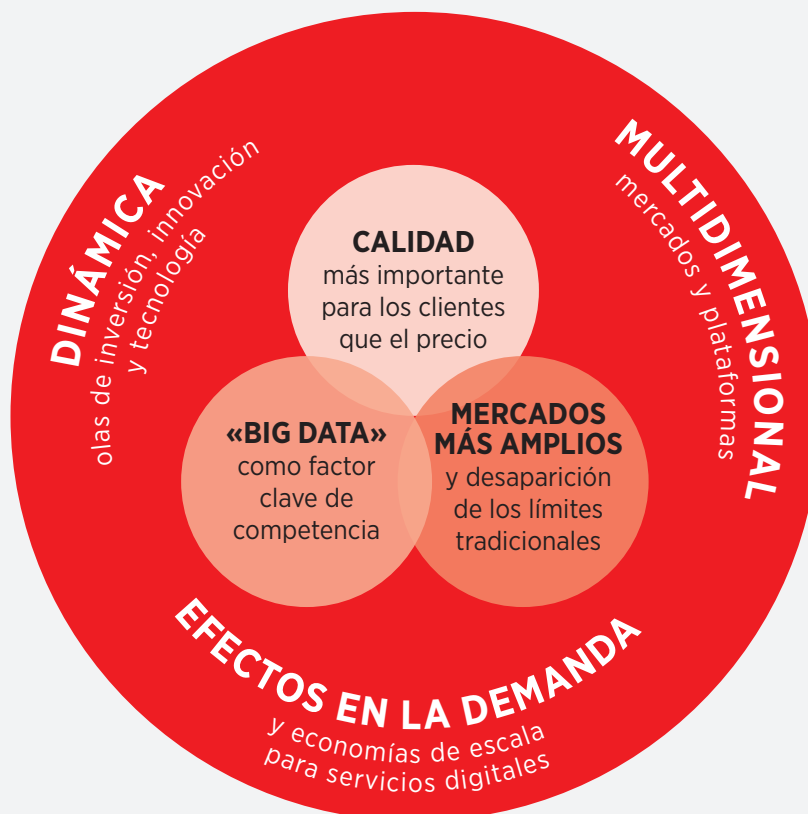 DINÁMICA
olas de inversión, innovación
y tecnología
MULTIDIMENSIONAL
mercados y plataformas
CALIDAD
más importante
para los clientes
que el precio
«BIG DATA»
como factor
clave de
competencia
MERCADOS
MÁS AMPLIOS
y desaparición
de los límites
tradicionales
EFECTOS EN LA DEMANDA
y economías de escala
para servicios digitales